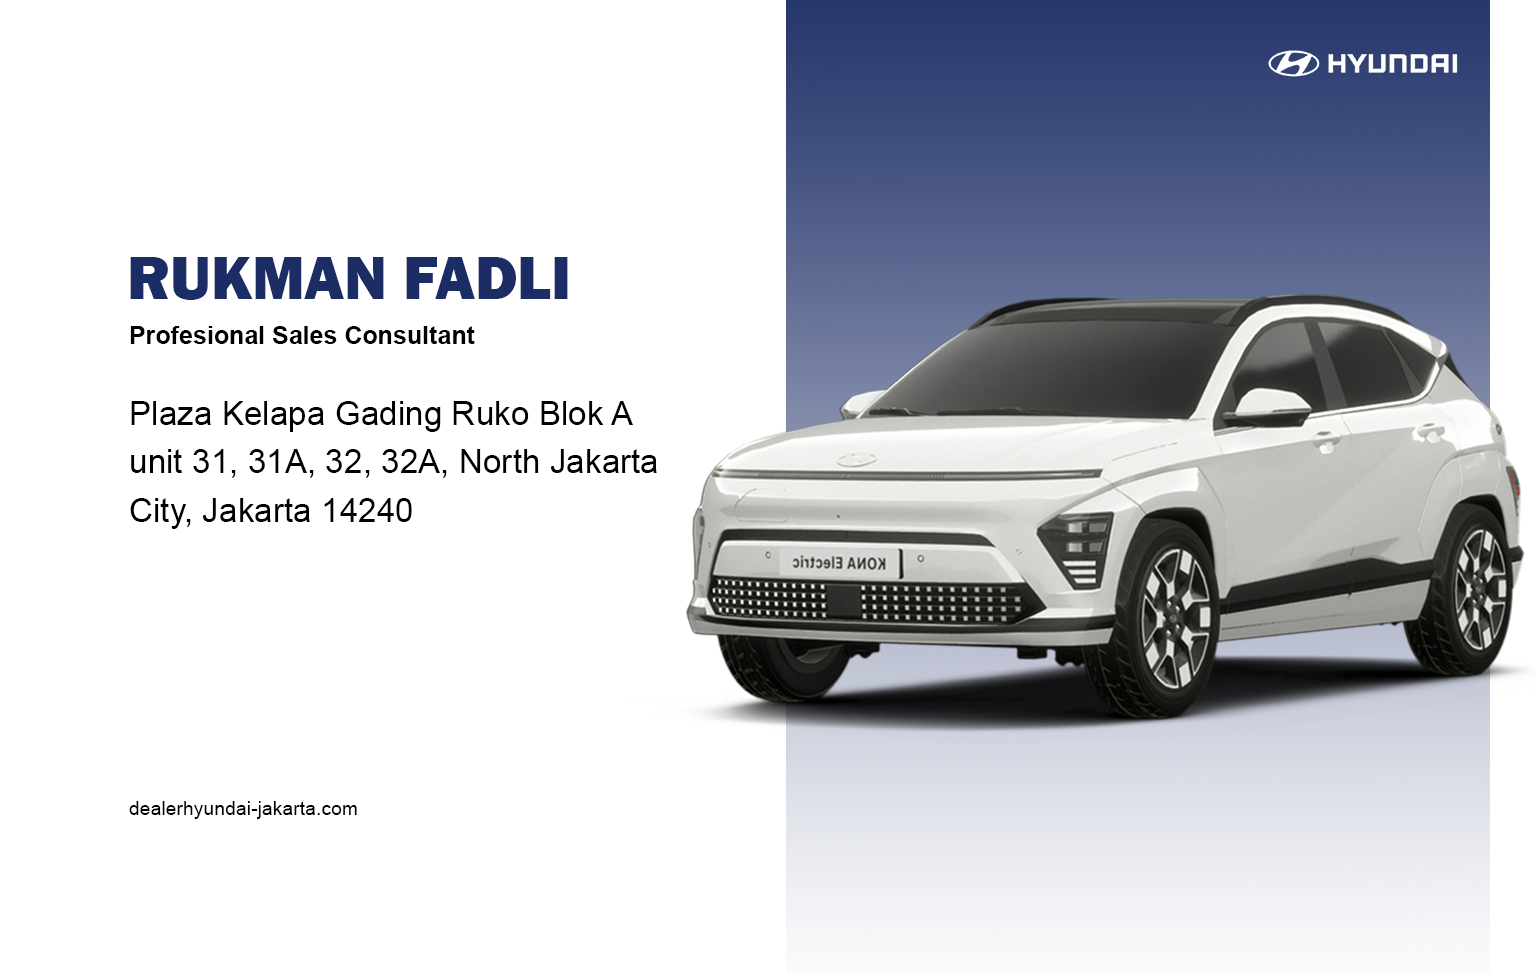 HYUNDAI
RUKMAN FADLI
Profesional Sales Consultant
Plaza Kelapa Gading Ruko Blok A
unit 31, 31A, 32, 32A, North Jakarta
City, Jakarta 14240
KONA Electric
dealerhyundai-jakarta.com